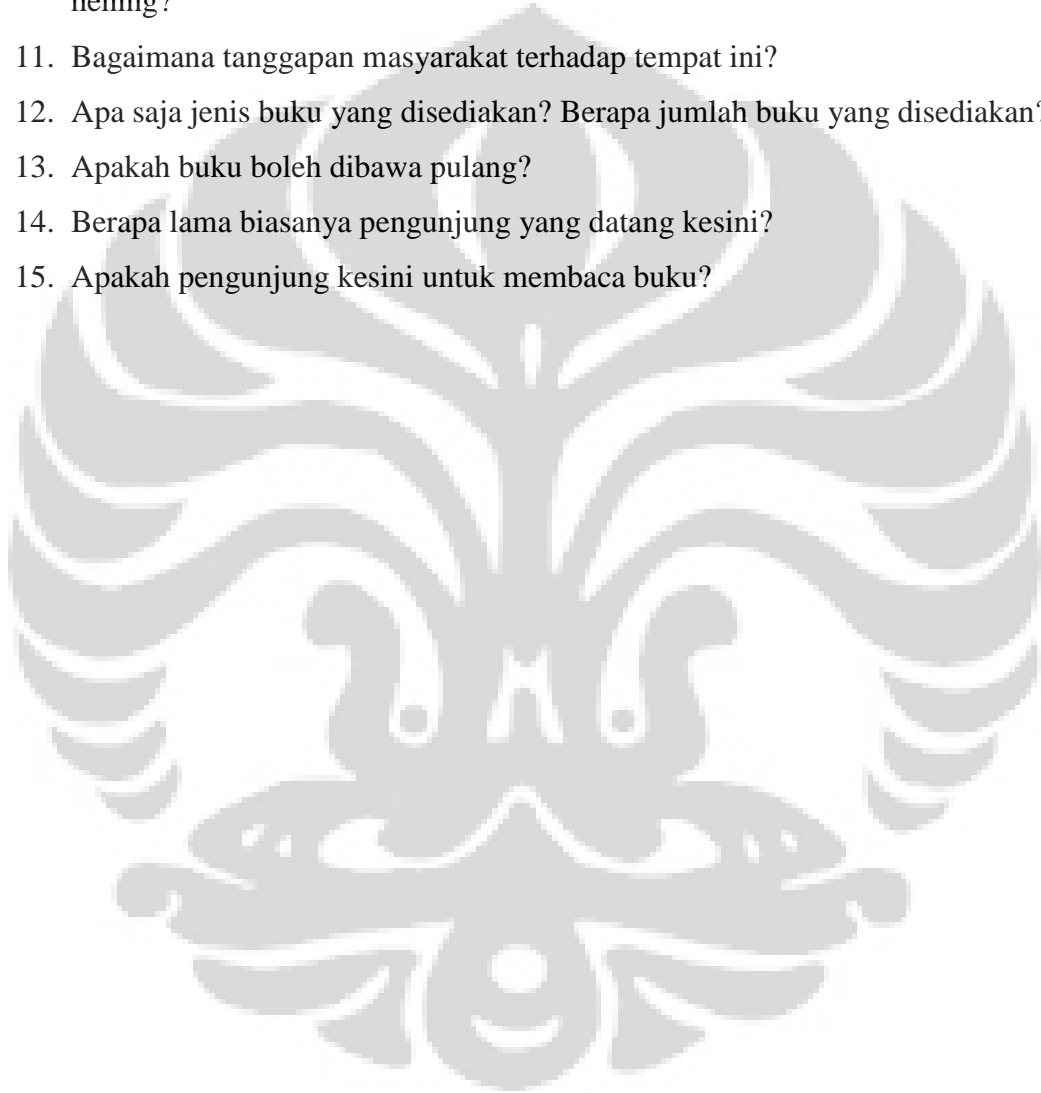 hening?
11. Bagaimana tanggapan masyarakat terhadap tempat ini?
12. Apa saja jenis buku yang disediakan? Berapa jumlah buku yang disediakan?
13. Apakah buku boleh dibawa pulang?
14. Berapa lama biasanya pengunjung yang datang kesini?
15. Apakah pengunjung kesini untuk membaca buku?